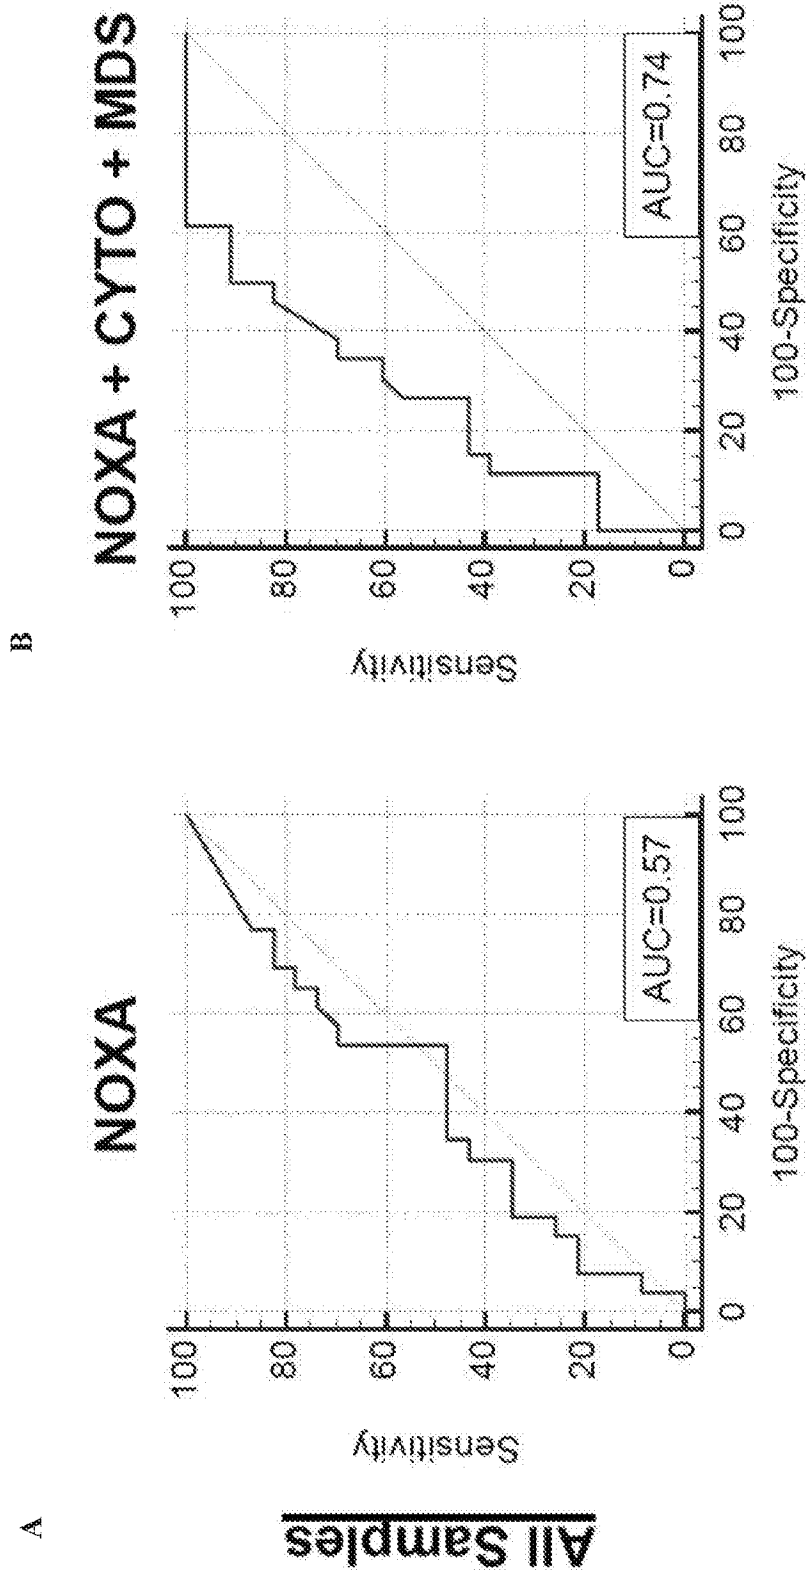 A
All Samples
NOXA
Sensitivity
100
80
60
40
20
0
AUC=0.57
0 20 40 60 80 100
100-Specificity
B
NOXA + CYTO + MDS
Sensitivity
100
80
60
40
20
0
AUC=0.74
0 20 40 60 80 100
100-Specificity